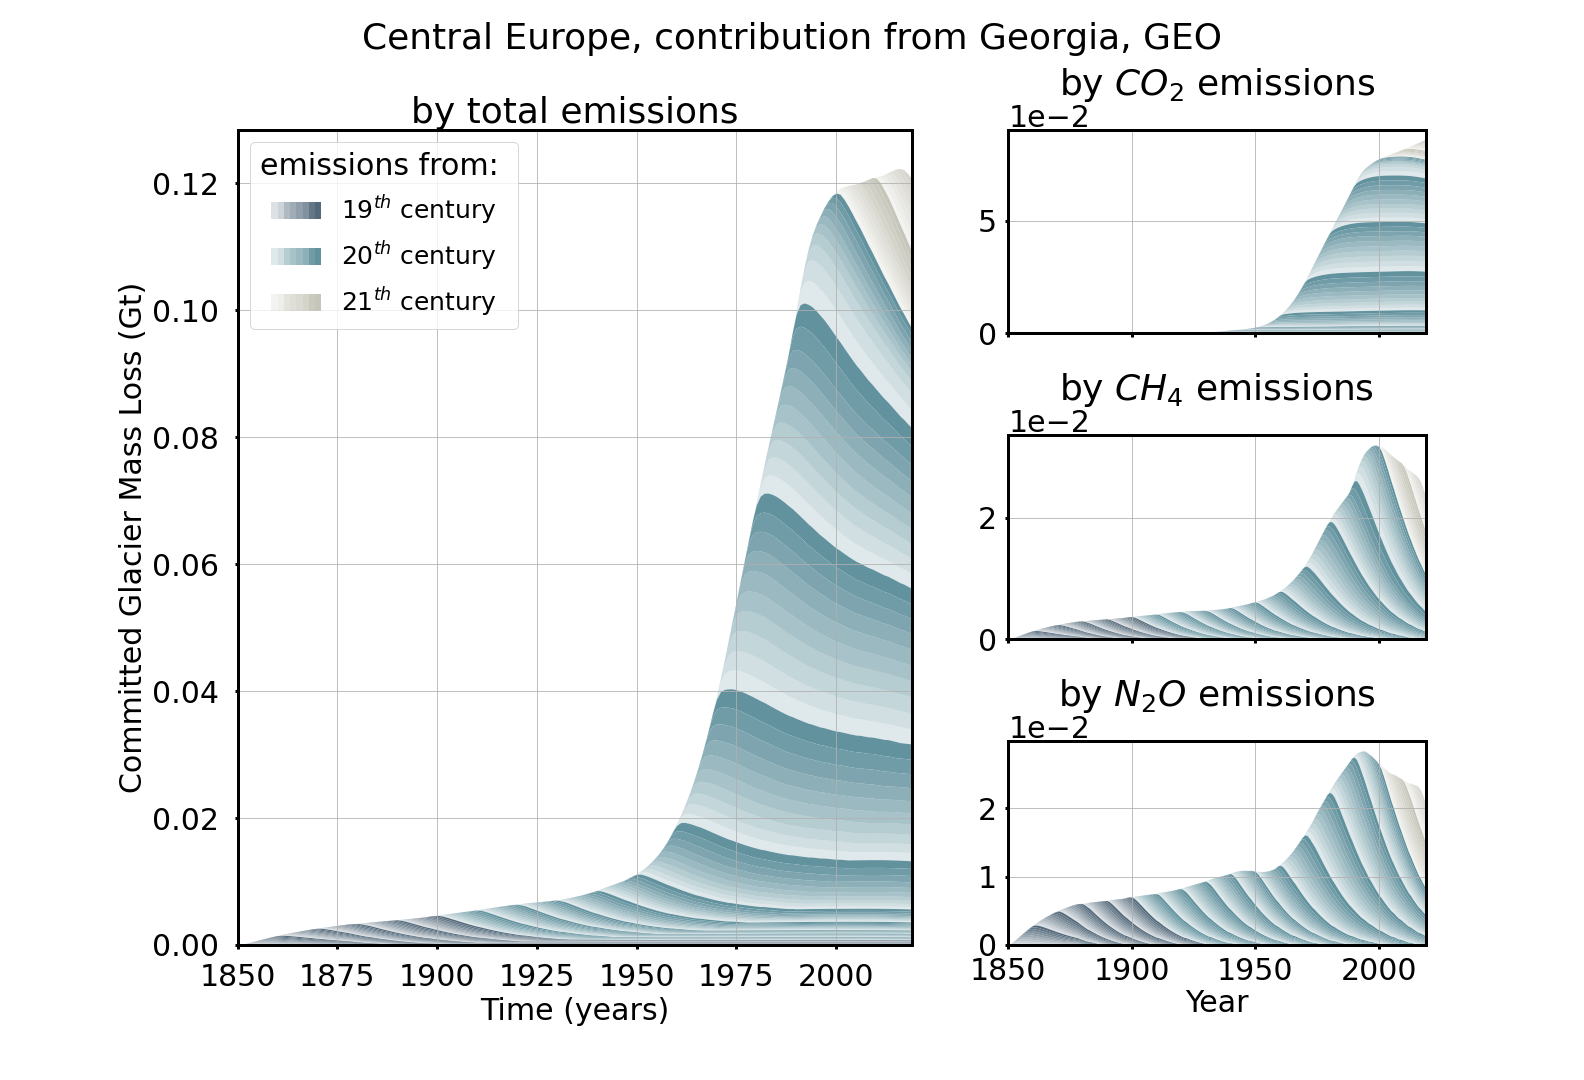 Central Europe, contribution from Georgia, GEO
by total emissions
emissions from:
19th century
20th century
21th century
Committed Glacier Mass Loss (Gt)
0.12
0.10
0.08
0.06
0.04
0.02
0.00
1850 1875 1900 1925 1950 1975 2000
Time (years)
by CO2 emissions
1e−2
5
0
by CH4 emissions
1e−2
2
0
by N2O emissions
1e−2
2
1
0
1850 1900 1950 2000
Year